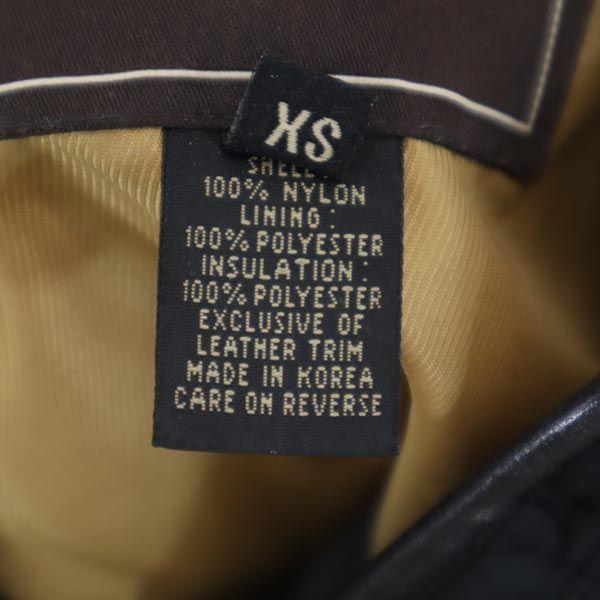 XS
SHELL:
100% NYLON
LINING:
100% POLYESTER
INSULATION:
100% POLYESTER
EXCLUSIVE OF
LEATHER TRIM
MADE IN KOREA
CARE ON REVERSE